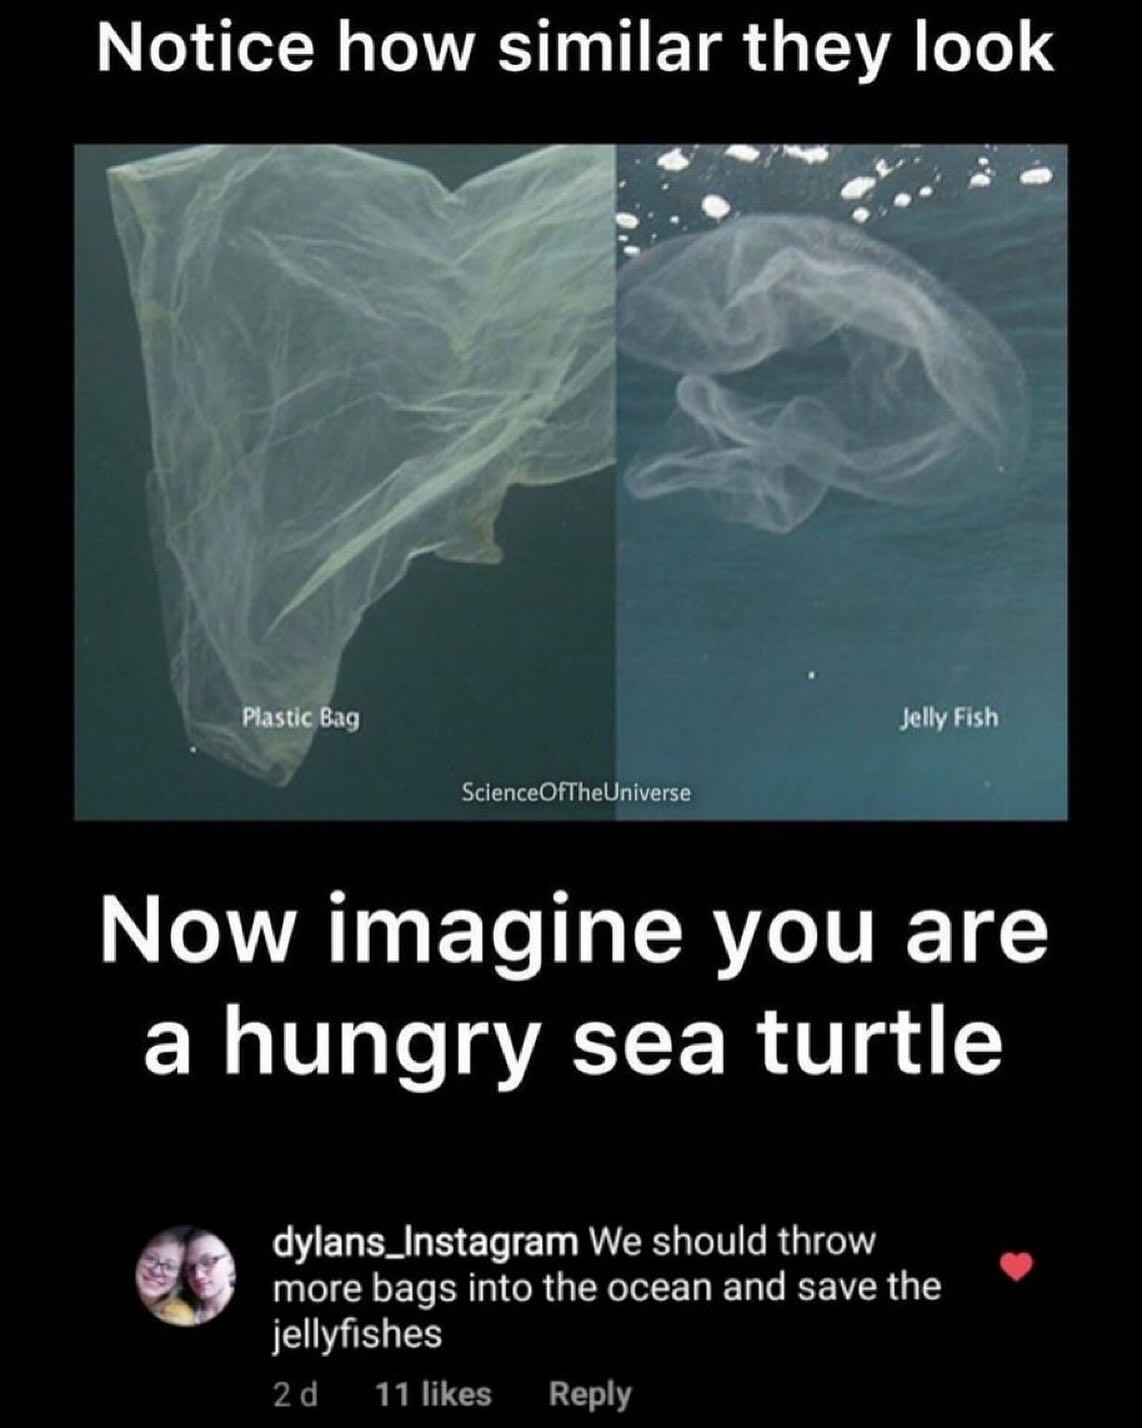 Notice how similar they look
Plastic Bag
Jelly Fish
ScienceOfTheUniverse
Now imagine you are
a hungry sea turtle
dylans_Instagram We should throw
more bags into the ocean and save the
jellyfishes
2 d 11 likes Reply